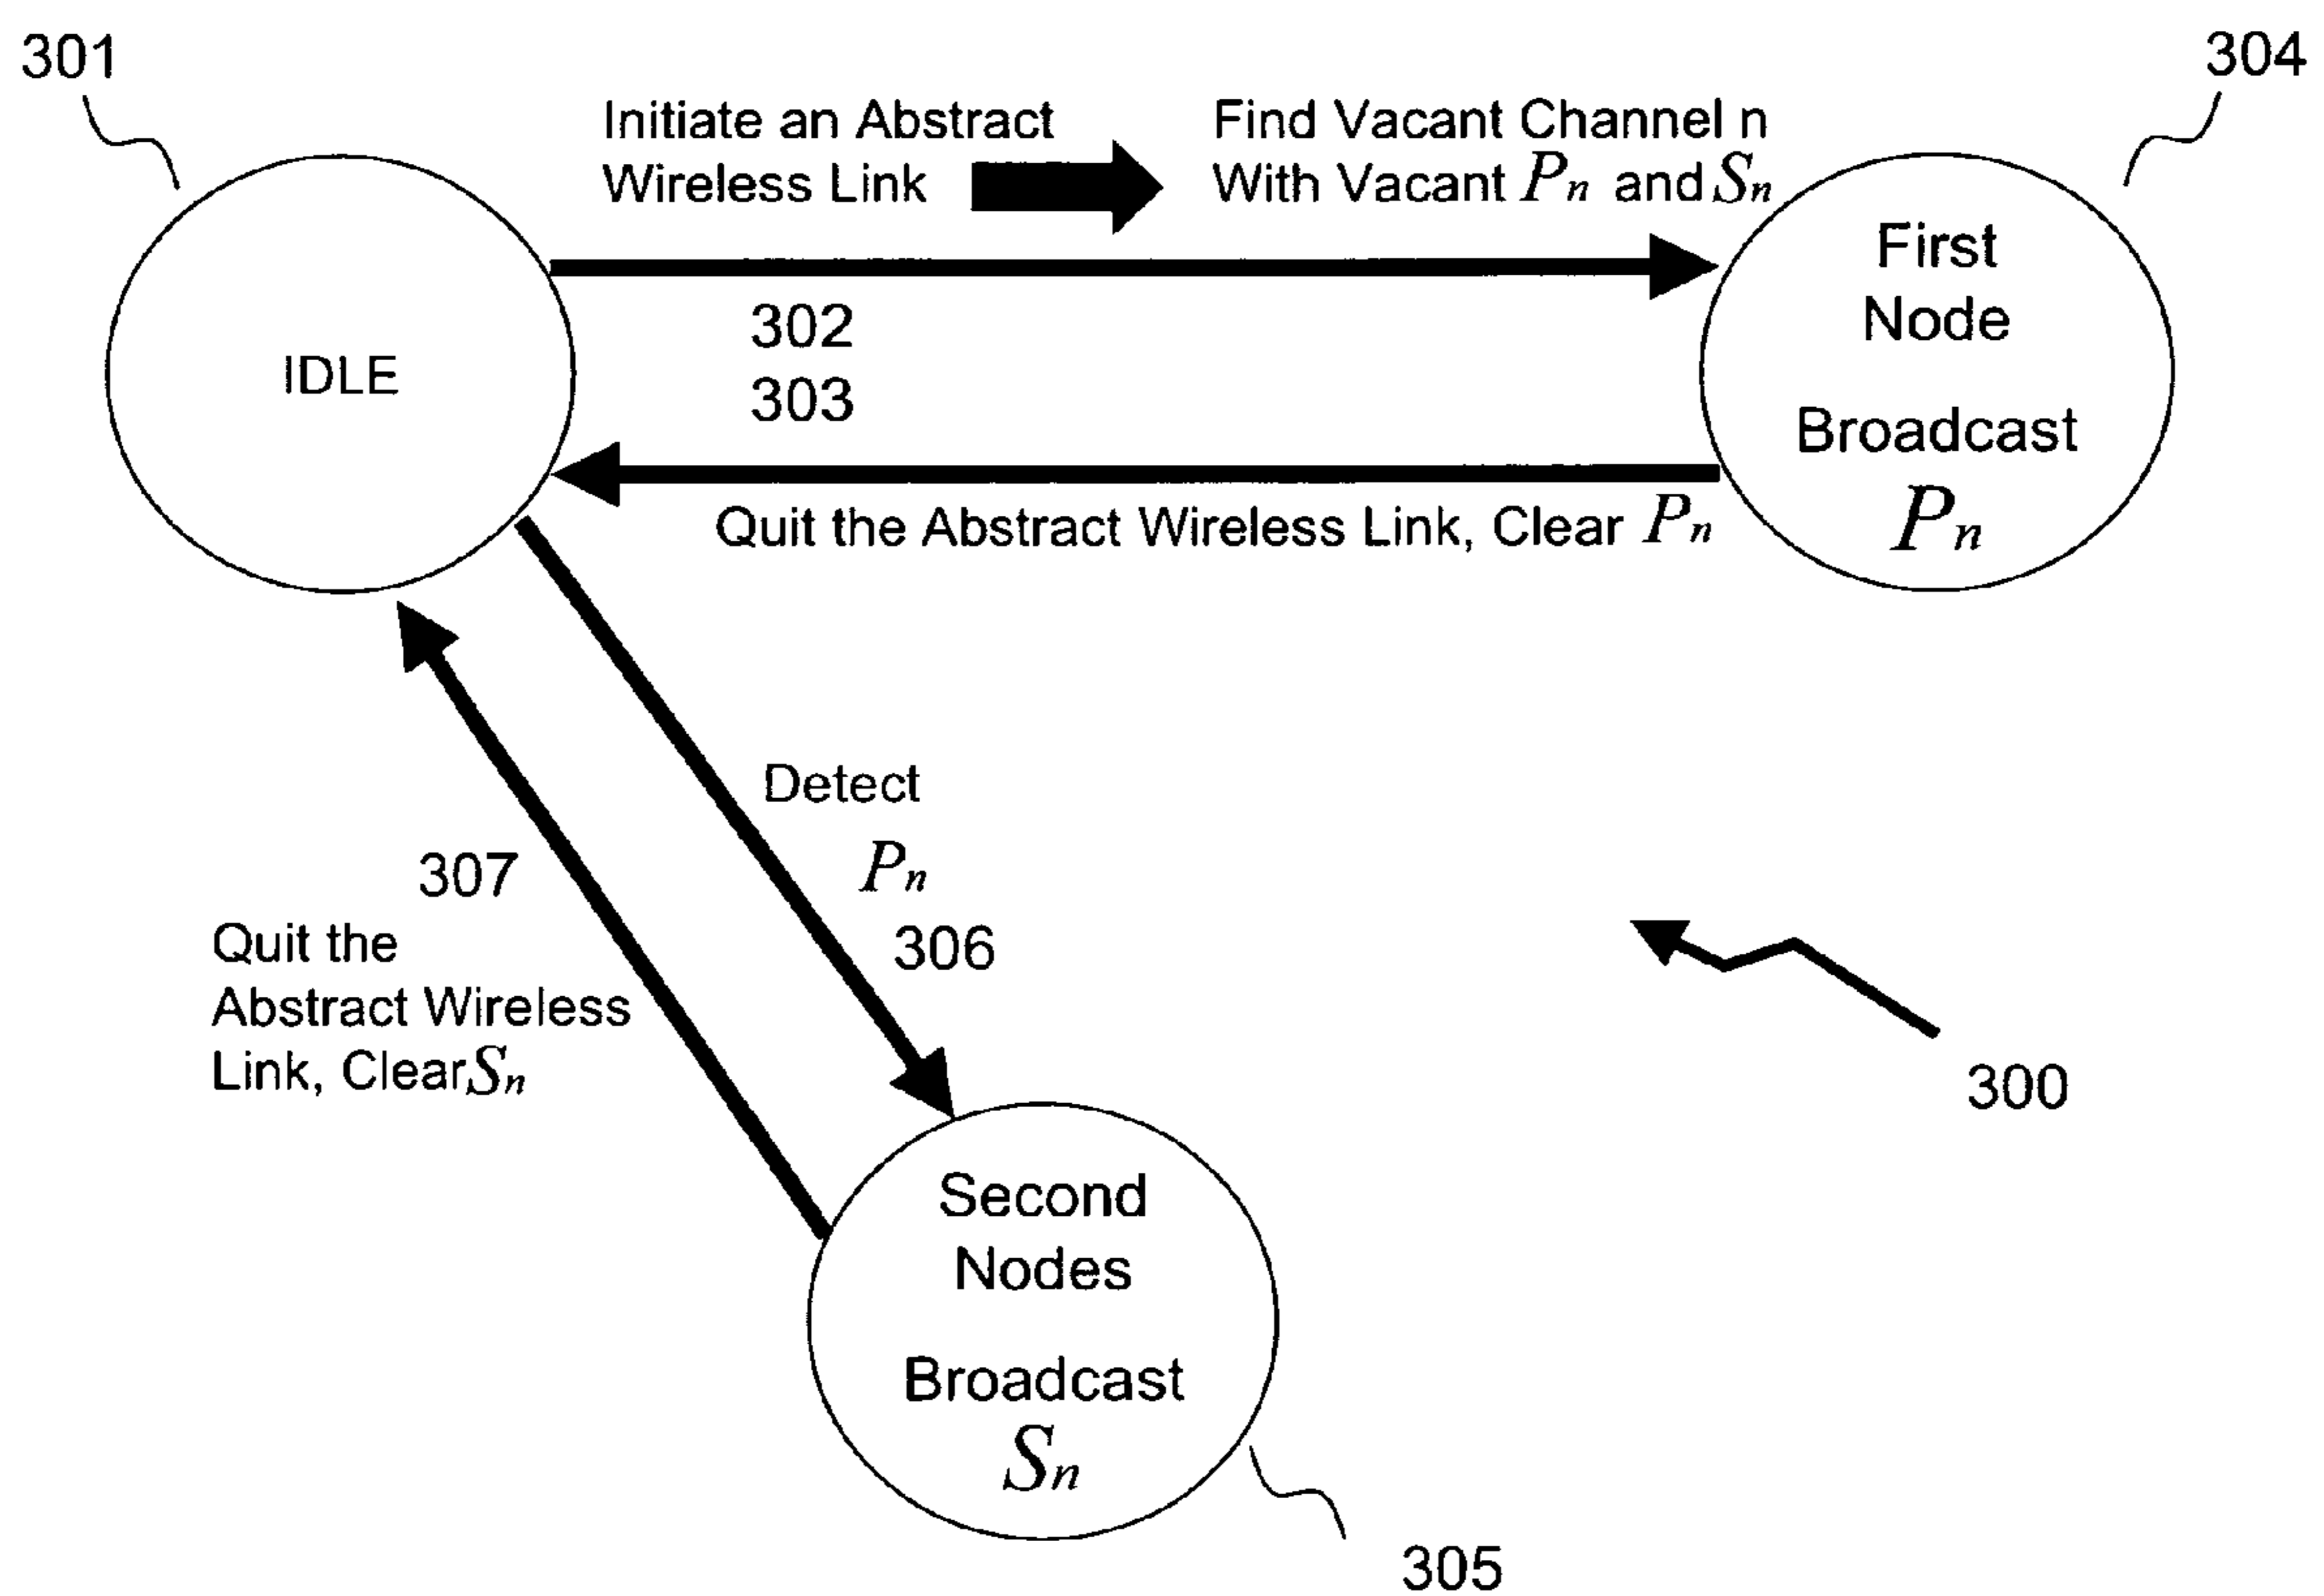 301
304
Initiate an Abstract
Wireless Link
Find Vacant Channel n
With Vacant Pn and Sn
First
Node
Broadcast
Pn
IDLE
302
303
Quit the Abstract Wireless Link, Clear Pn
Detect
Pn
306
307
Quit the
Abstract Wireless
Link, Clear Sn
300
Second
Nodes
Broadcast
Sn
305